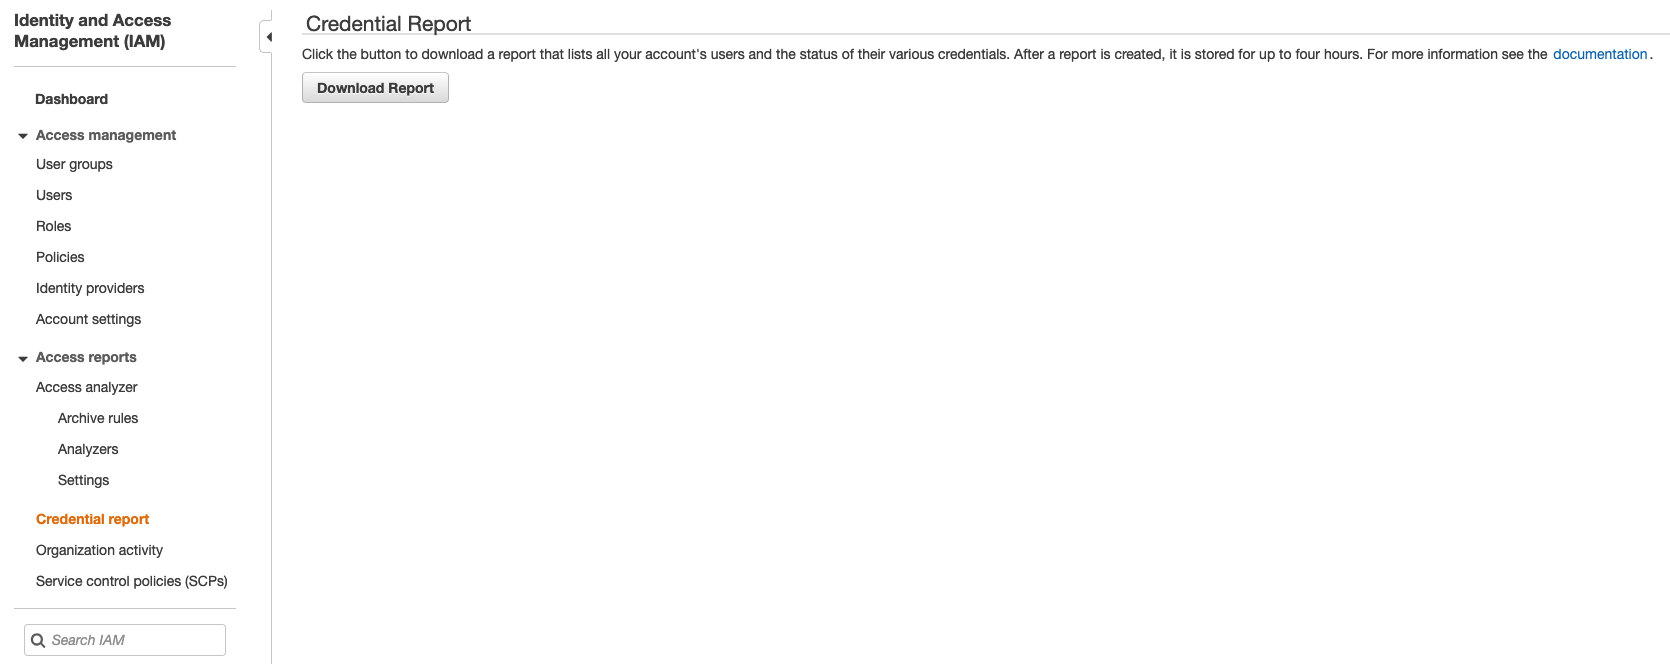 Identity and Access
Management (IAM)
Dashboard
Access management
User groups
Users
Roles
Policies
Identity providers
Account settings
Access reports
Access analyzer
Archive rules
Analyzers
Settings
Credential report
Organization activity
Service control policies (SCPs)
Search IAM
Credential Report
Click the button to download a report that lists all your account's users and the status of their various credentials. After a report is created, it is stored for up to four hours. For more information see the documentation.
Download Report